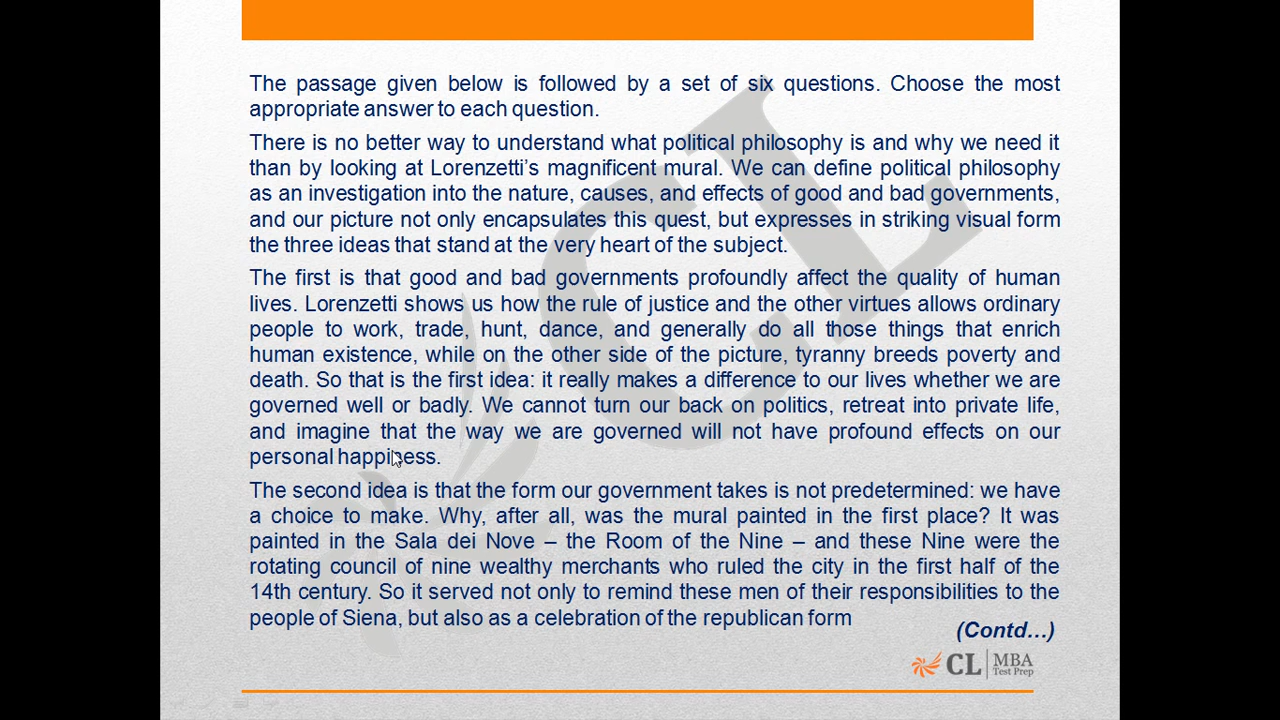 The passage given below is followed by a set of six questions. Choose the most
appropriate answer to each question.
There is no better way to understand what political philosophy is and why we need it
than by looking at Lorenzetti’s magnificent mural. We can define political philosophy
as an investigation into the nature, causes, and effects of good and bad governments,
and our picture not only encapsulates this quest, but expresses in striking visual form
the three ideas that stand at the very heart of the subject.
The first is that good and bad governments profoundly affect the quality of human
lives. Lorenzetti shows us how the rule of justice and the other virtues allows ordinary
people to work, trade, hunt, dance, and generally do all those things that enrich
human existence, while on the other side of the picture, tyranny breeds poverty and
death. So that is the first idea: it really makes a difference to our lives whether we are
governed well or badly. We cannot turn our back on politics, retreat into private life,
and imagine that the way we are governed will not have profound effects on our
personal happiness.
The second idea is that the form our government takes is not predetermined: we have
a choice to make. Why, after all, was the mural painted in the first place? It was
painted in the Sala dei Nove – the Room of the Nine – and these Nine were the
rotating council of nine wealthy merchants who ruled the city in the first half of the
14th century. So it served not only to remind these men of their responsibilities to the
people of Siena, but also as a celebration of the republican form
(Contd…)
CL MBA
Test Prep
CL